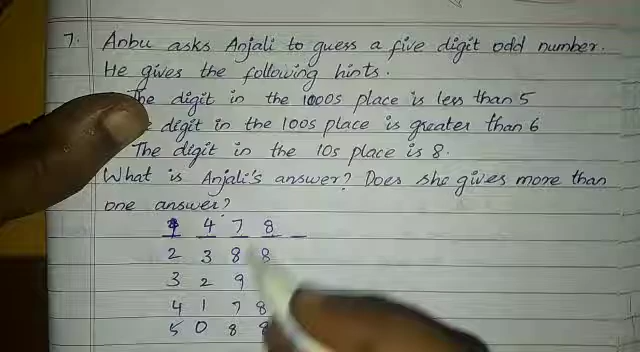 7. Anbu asks Anjali to guess a five digit odd number.
He gives the following hints.
The digit in the 1000s place is less than 5
digit in the 100s place is greater than 6
The digit in the 10s place is 8.
What is Anjali's answer? Does she gives more than
one answer?
4 7 8
2 3 8 8
3 2 9
4 1 7 8
5 0 8